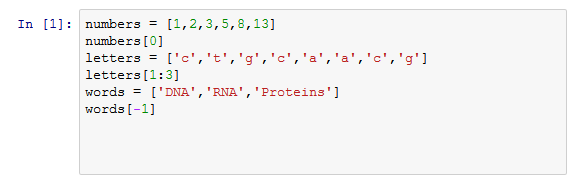 In [1]: numbers = [1,2,3,5,8,13]
numbers[0]
letters = ['c','t','g','c','a','a','c','g']
letters[1:3]
words = ['DNA','RNA','Proteins']
words[-1]